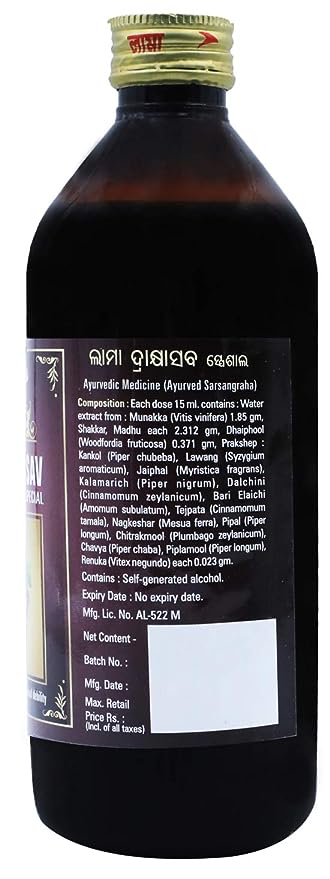 लामा
ଲାମା ଦ୍ରାକ୍ଷାସବ ସ୍ପେଶାଲ
Ayurvedic Medicine (Ayurved Sarsangraha)
Composition : Each dose 15 ml. contains : Water
extract from : Munakka (Vitis vinifera) 1.85 gm,
Shakkar, Madhu each 2.312 gm, Dhaiphool
(Woodfordia fruticosa) 0.371 gm, Prakshep :
Kankol (Piper chubeba), Lawang (Syzygium
aromaticum), Jaiphal (Myristica fragrans),
Kalamarich (Piper nigrum), Dalchini
(Cinnamomum zeylanicum), Bari Elaichi
(Amomum subulatum), Tejpata (Cinnamomum
tamala), Nagkeshar (Mesua ferra), Pipal (Piper
longum), Chitrakmool (Plumbago zeylanicum),
Chavya (Piper chaba), Piplamool (Piper longum),
Renuka (Vitex negundo) each 0.023 gm.
Contains : Self-generated alcohol.
Expiry Date : No expiry date.
Mfg. Lic. No. AL-522 M
Net Content -
Batch No. :
Mfg. Date :
Max. Retail
Price Rs. :
(Incl. of all taxes)
SAV
SPECIAL
debility